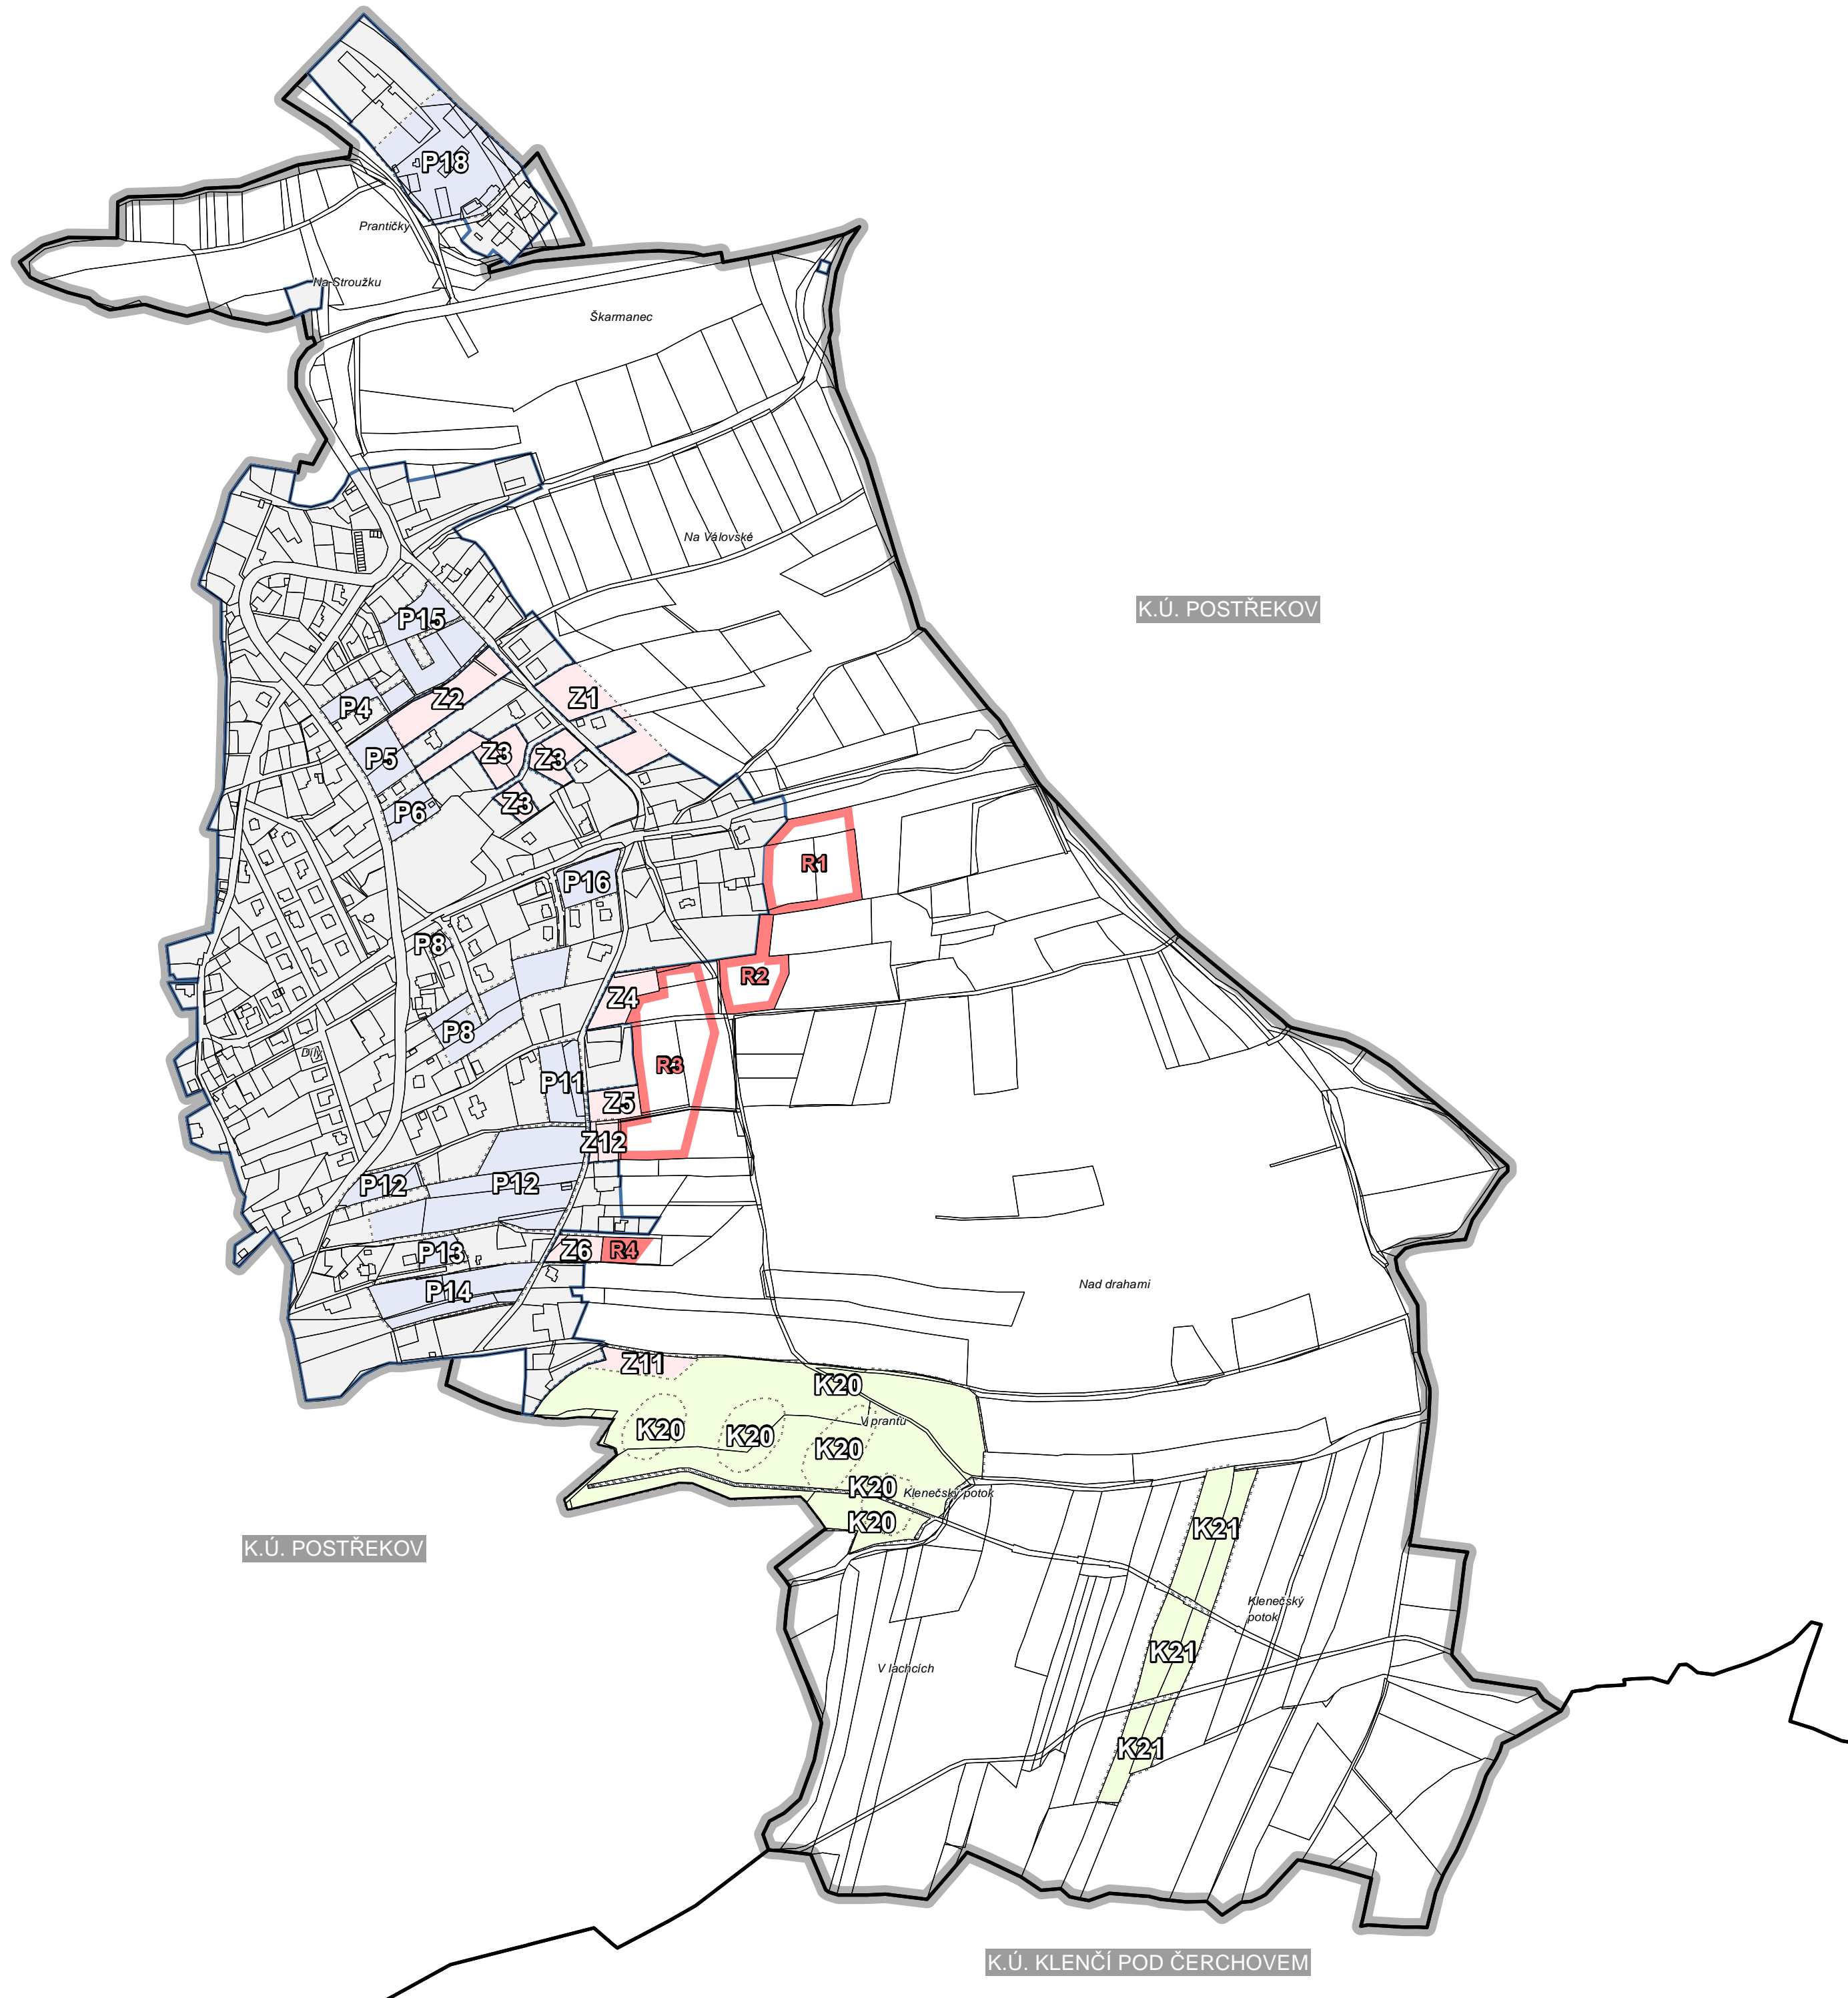 P18
Prantičky
Na Stroužku
Škarmanec
Na Válovské
K.Ú. POSTŘEKOV
P15
Z2
Z1
P4
P5
Z3
Z3
Z3
P6
R1
P16
P8
R2
Z4
P8
Díly
R3
P11
Z5
Z12
P12
P12
P13
Z6
R4
P14
Nad drahami
Z11
K20
V prantu
K20
K20
K20
K20
Klenečský potok
K20
K.Ú. POSTŘEKOV
K21
Klenečský
potok
K21
V lachcích
K21
K.Ú. KLENČÍ POD ČERCHOVEM